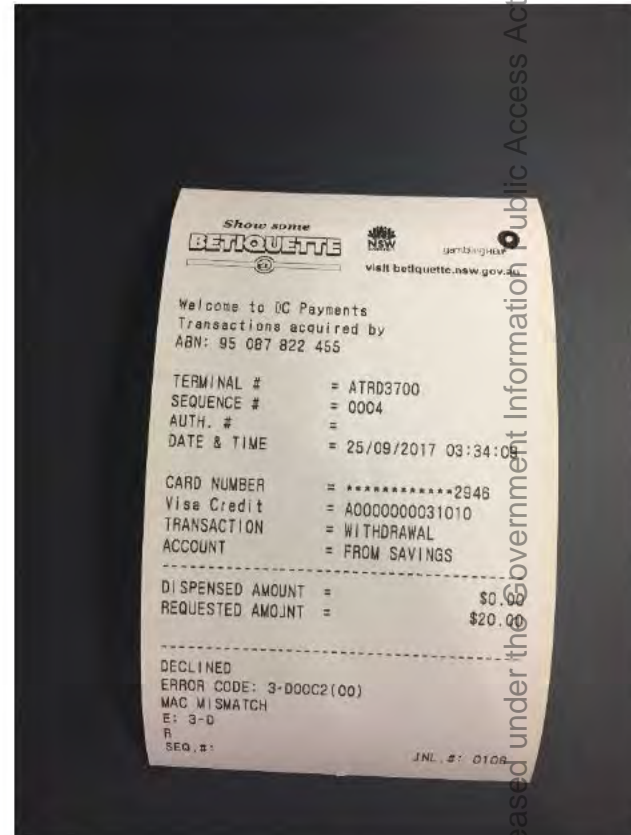 Show some
BETIQUETTE
@
NSW
gamblingHELP
visit betiquette.nsw.gov.au
Welcome to DC Payments
Transactions acquired by
ABN: 95 087 822 455
TERMINAL # = ATRD3700
SEQUENCE # = 0004
AUTH. # =
DATE & TIME = 25/09/2017 03:34:09
CARD NUMBER = ************2946
Visa Credit = A0000000031010
TRANSACTION = WITHDRAWAL
ACCOUNT = FROM SAVINGS
DISPENSED AMOUNT = $0.00
REQUESTED AMOUNT = $20.00
DECLINED
ERROR CODE: 3-D00C2(00)
MAC MISMATCH
E: 3-D
R
SEQ.#: JNL.#: 0108
eased under the Government Information Public Access Act